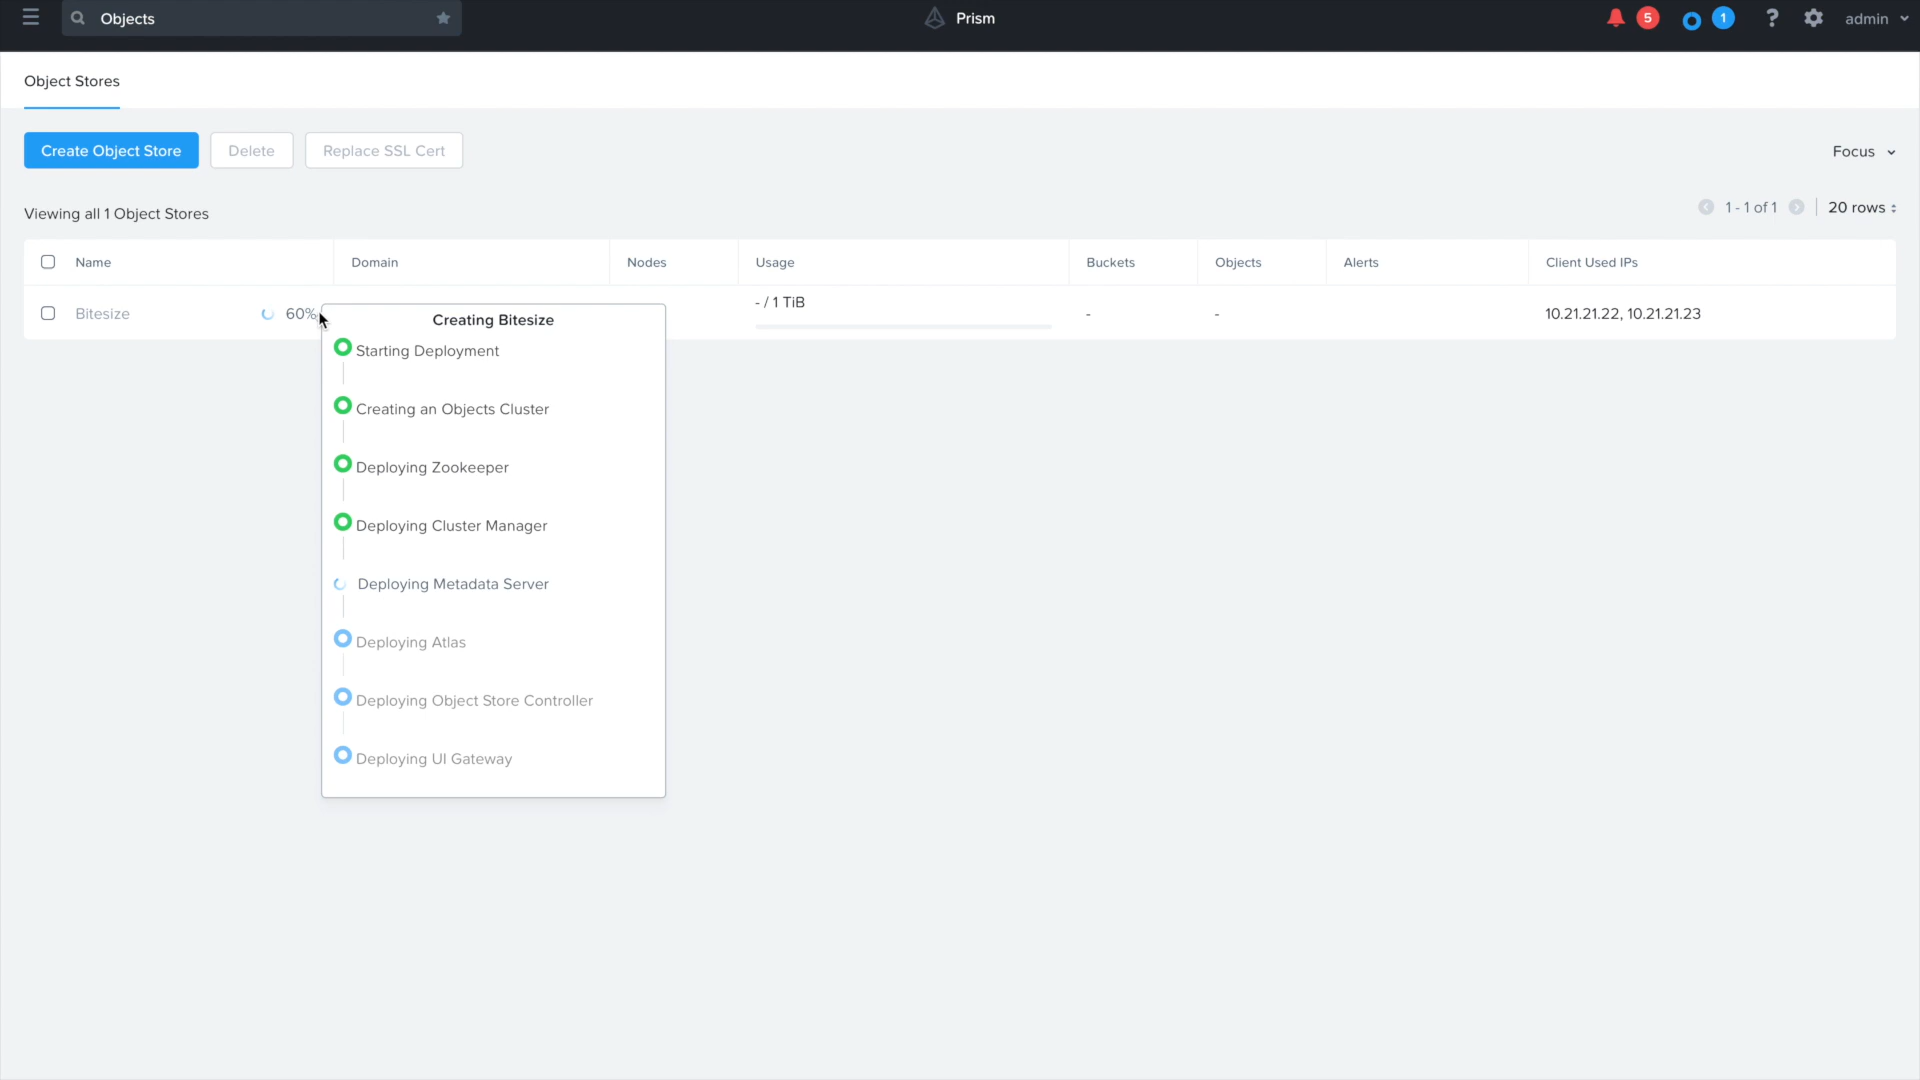 Objects
Prism
5
1
?
admin
Object Stores
Create Object Store
Delete
Replace SSL Cert
Focus
Viewing all 1 Object Stores
1 - 1 of 1
20 rows
Name
Domain
Nodes
Usage
Buckets
Objects
Alerts
Client Used IPs
Bitesize
60%
- / 1 TiB
-
-
10.21.21.22, 10.21.21.23
Creating Bitesize
Starting Deployment
Creating an Objects Cluster
Deploying Zookeeper
Deploying Cluster Manager
Deploying Metadata Server
Deploying Atlas
Deploying Object Store Controller
Deploying UI Gateway